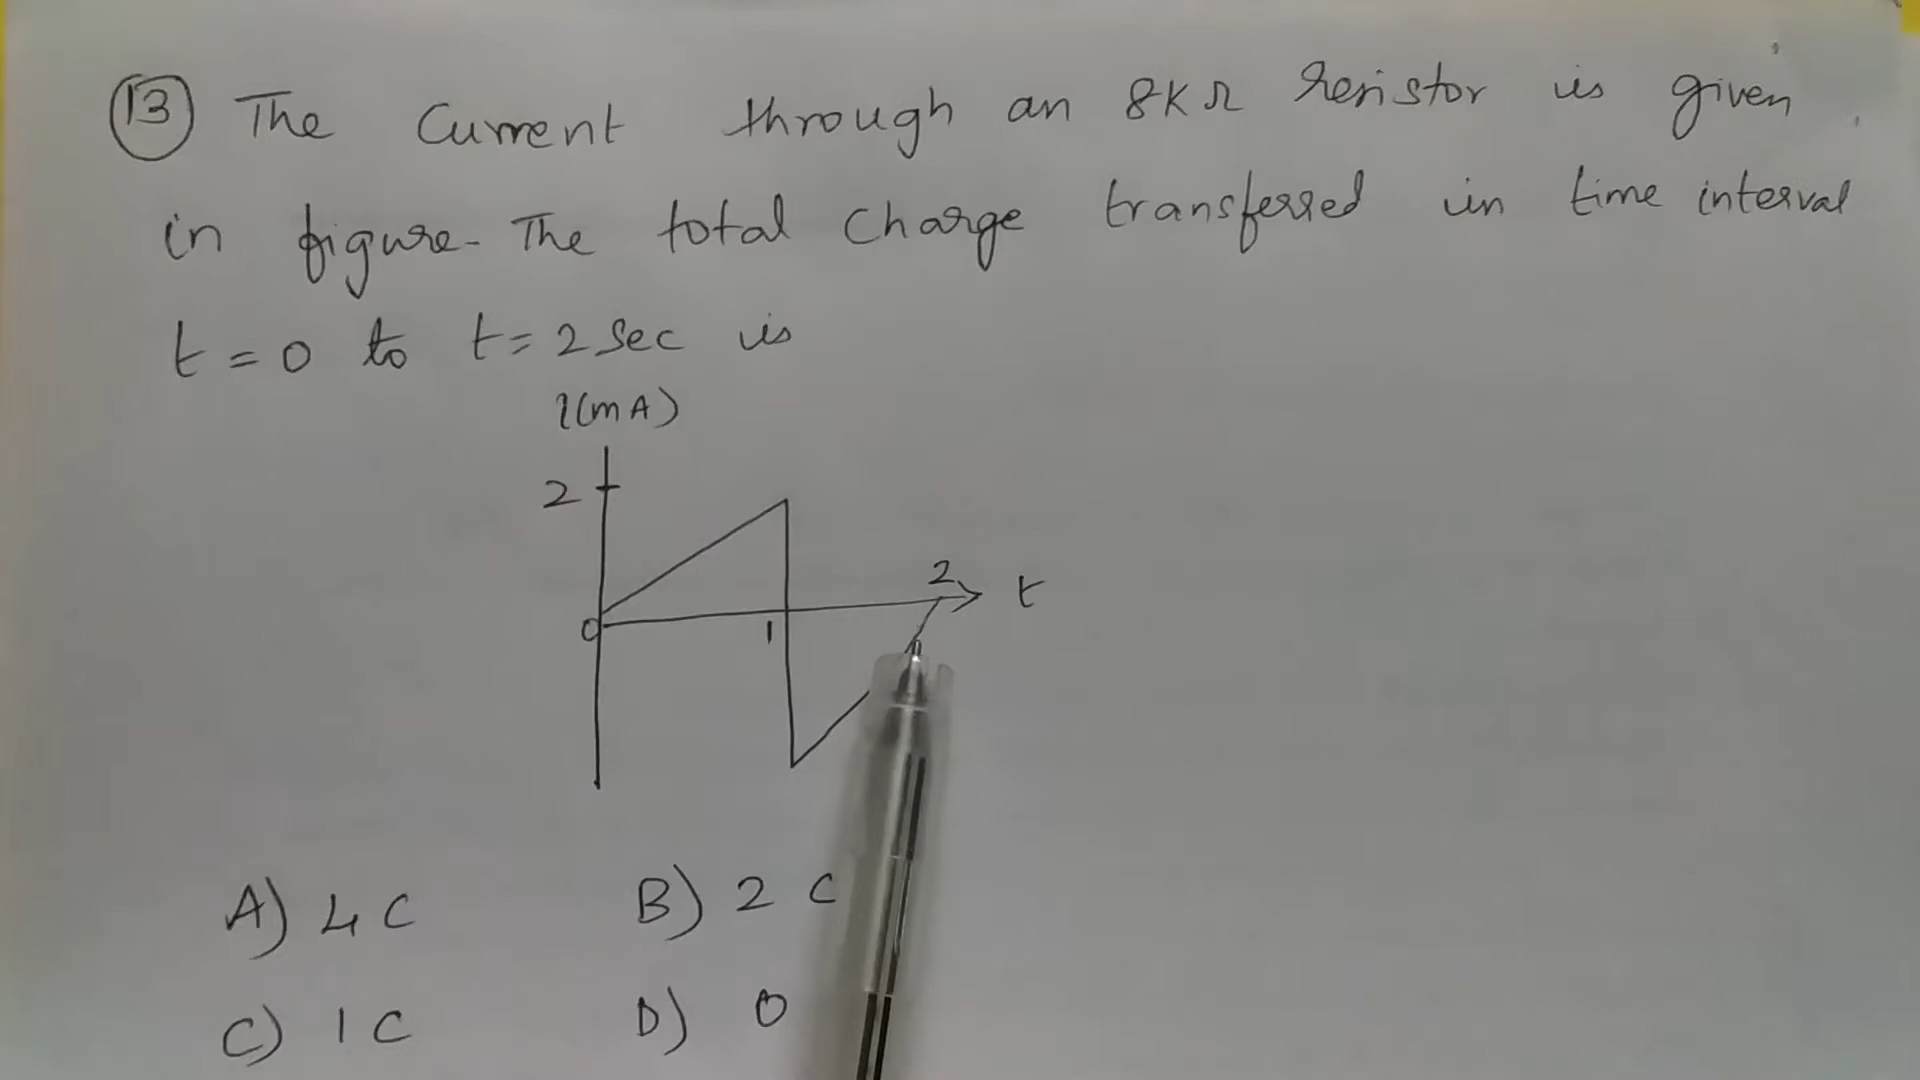 13 The current through an 8KΩ resistor is given
in figure. The total charge transferred in time interval
t = 0 to t = 2 sec is
i(mA)
2
2
t
0
1
A) 4 C
B) 2 C
C) 1 C
D) 0